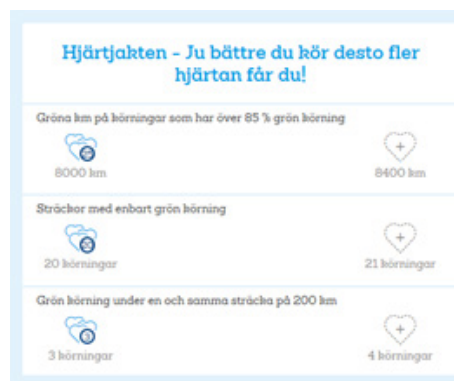 Hjärtjakten - Ju bättre du kör desto fler
hjärtan får du!
Gröna km på körningar som har över 85 % grön körning
8000 km
8400 km
Sträckor med enbart grön körning
20 körningar
21 körningar
Grön körning under en och samma sträcka på 200 km
3
3 körningar
4 körningar